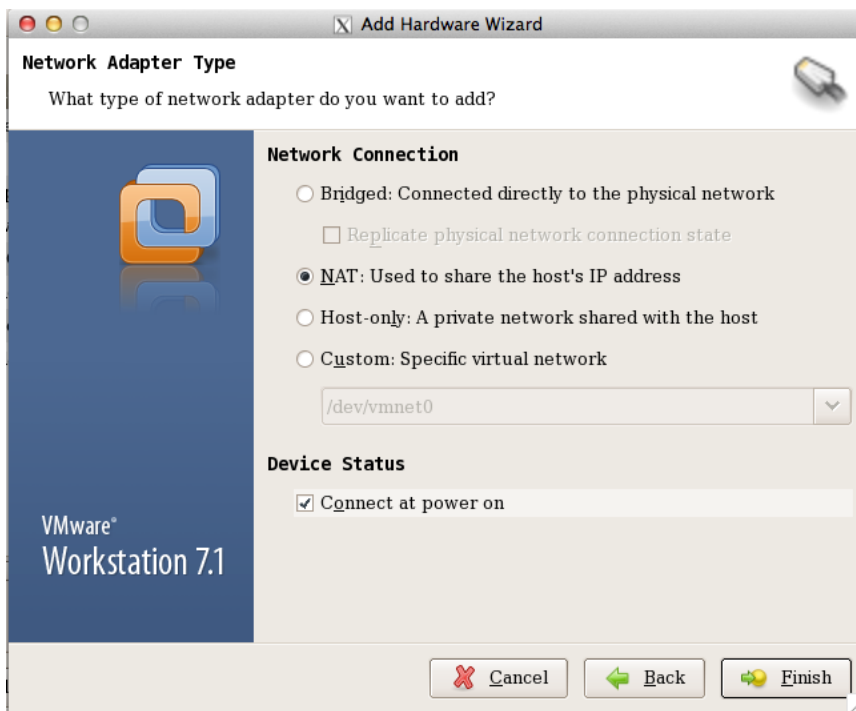 Add Hardware Wizard
Network Adapter Type
What type of network adapter do you want to add?
Network Connection
Bridged: Connected directly to the physical network
Replicate physical network connection state
NAT: Used to share the host's IP address
Host-only: A private network shared with the host
Custom: Specific virtual network
/dev/vmnet0
Device Status
Connect at power on
VMware®
Workstation 7.1
Cancel
Back
Finish